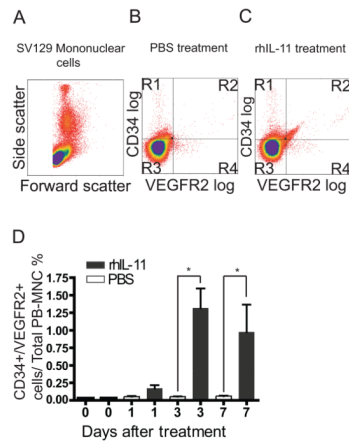 A
B
C
SV129 Mononuclear
cells
PBS treatment
rhIL-11 treatment
Side scatter
Forward scatter
CD34 log
R1
R2
R3
R4
VEGFR2 log
CD34 log
R1
R2
R3
R4
VEGFR2 log
D
CD34+/VEGFR2+
cells/ Total PB-MNC %
rhIL-11
PBS
1.75
1.50
1.25
1.00
0.75
0.50
0.25
0.00
* *
0 0 1 1 3 3 7 7
Days after treatment